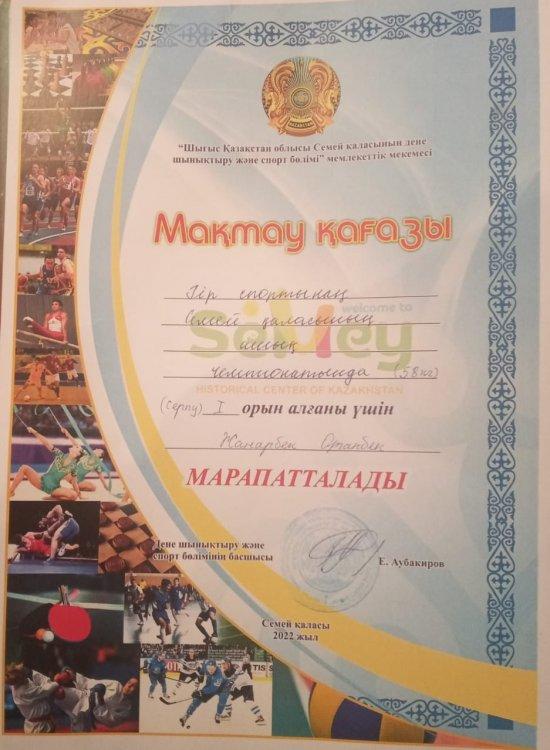 "Шығыс Қазақстан облысы Семей қаласының дене
шынықтыру және спорт бөлімі" мемлекеттік мекемесі
Мақтау қағазы
Гір спортынан
welcome to
Semey
Семей қаласының
ашық
чемпионатында (58 кг)
HISTORICAL CENTER OF KAZAKHSTAN
(серпу) I орын алғаны үшін
Жанарбек
МАРАПАТТАЛАДЫ
Дене шынықтыру және
спорт бөлімінің басшысы
Е. Аубакиров
Семей қаласы
2022 жыл